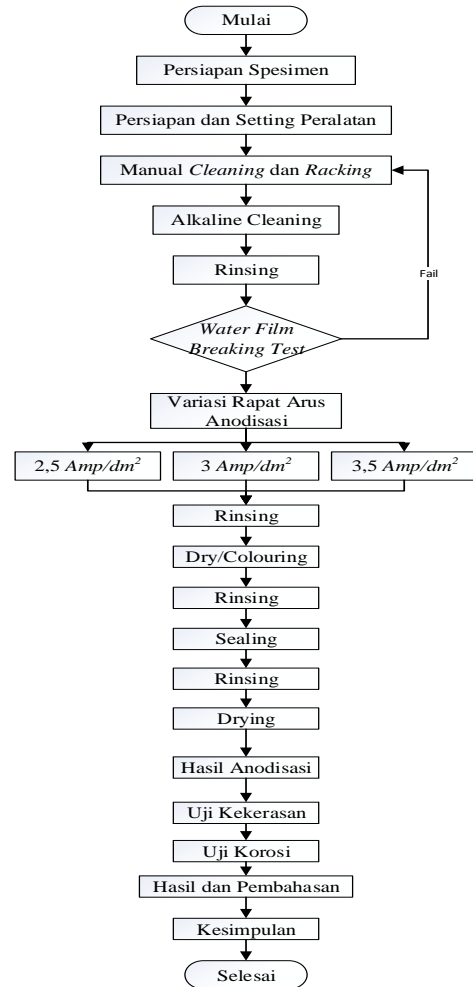 Mulai
Persiapan Spesimen
Persiapan dan Setting Peralatan
Manual Cleaning dan Racking
Alkaline Cleaning
Rinsing
Fail
Water Film
Breaking Test
Variasi Rapat Arus
Anodisasi
2,5 Amp/dm²
3 Amp/dm²
3,5 Amp/dm²
Rinsing
Dry/Colouring
Rinsing
Sealing
Rinsing
Drying
Hasil Anodisasi
Uji Kekerasan
Uji Korosi
Hasil dan Pembahasan
Kesimpulan
Selesai